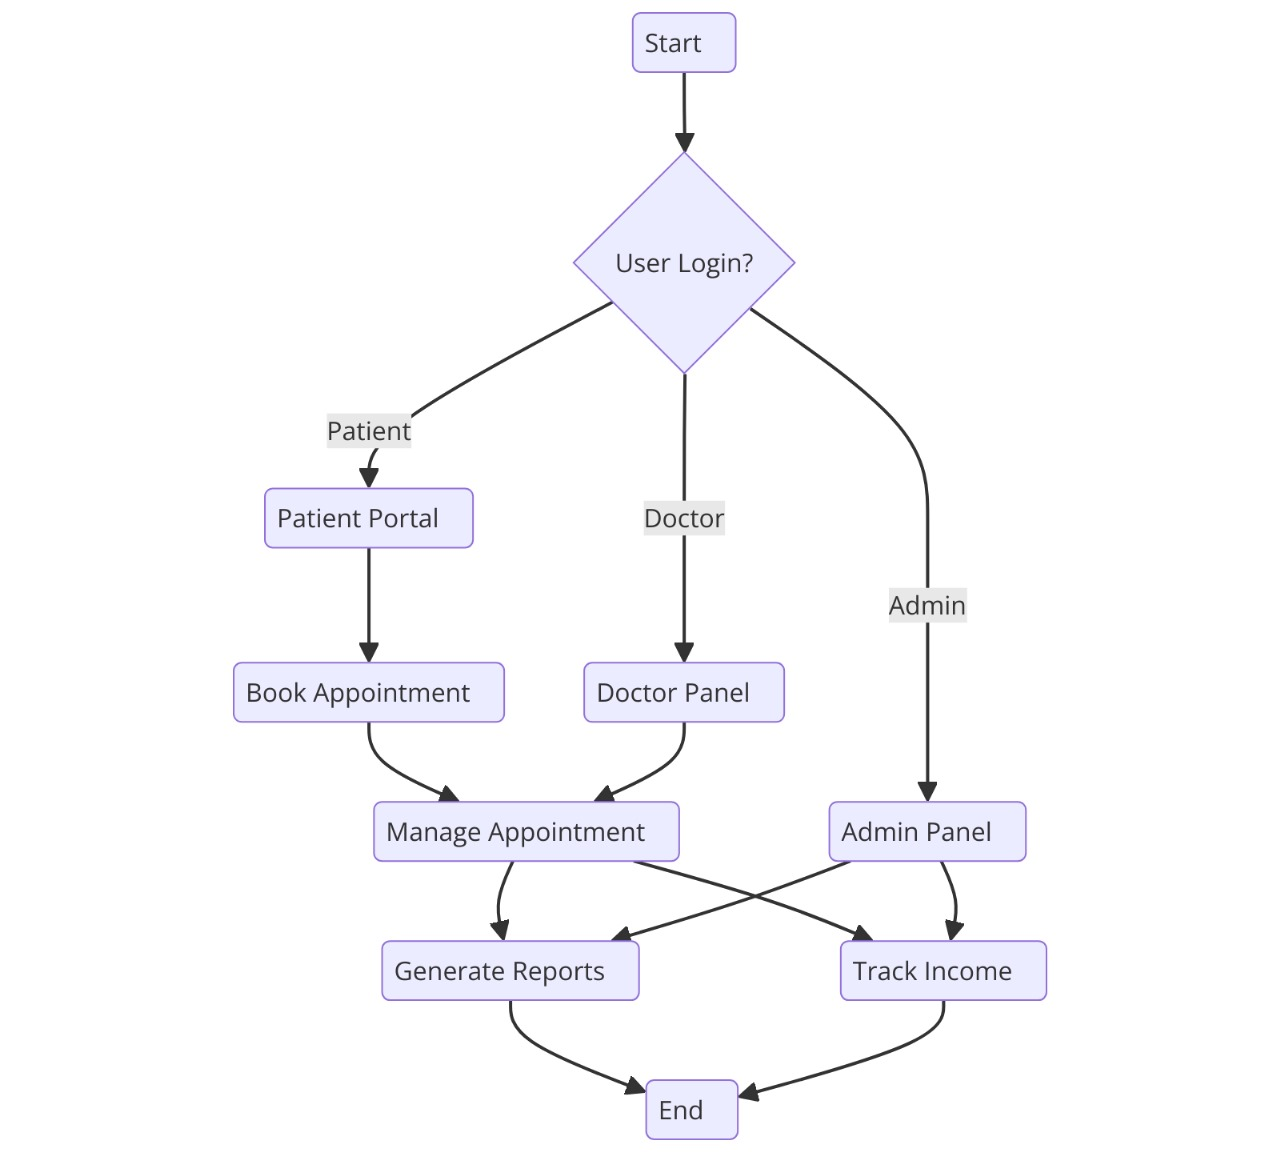 Start
User Login?
Patient
Patient Portal
Doctor
Admin
Book Appointment
Doctor Panel
Manage Appointment
Admin Panel
Generate Reports
Track Income
End